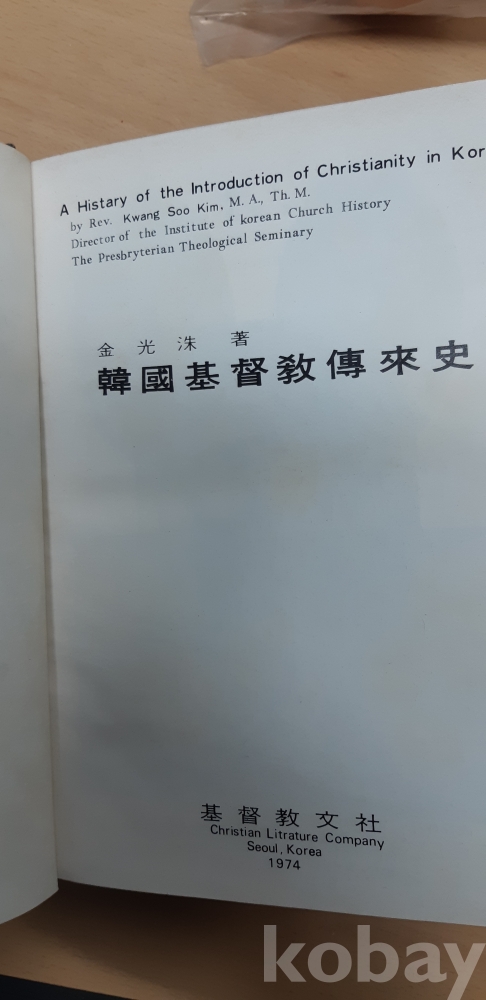 A Histary of the Introduction of Christianity in Kor
by Rev. Kwang Soo Kim, M. A., Th. M.
Director of the Institute of korean Church History
The Presbryterian Theological Seminary
金光洙 著
韓國基督敎傳來史
基督教文社
Christian Litrature Company
Seoul, Korea
1974
kobay